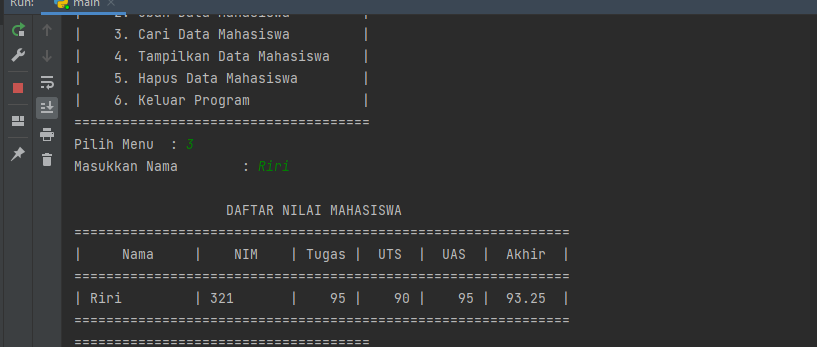 Run: main ×
| 2. Ubah Data Mahasiswa |
| 3. Cari Data Mahasiswa |
| 4. Tampilkan Data Mahasiswa |
| 5. Hapus Data Mahasiswa |
| 6. Keluar Program |
=====================================
Pilih Menu : 3
Masukkan Nama : Riri
DAFTAR NILAI MAHASISWA
==============================================================
| Nama | NIM | Tugas | UTS | UAS | Akhir |
==============================================================
| Riri | 321 | 95 | 90 | 95 | 93.25 |
==============================================================
=====================================